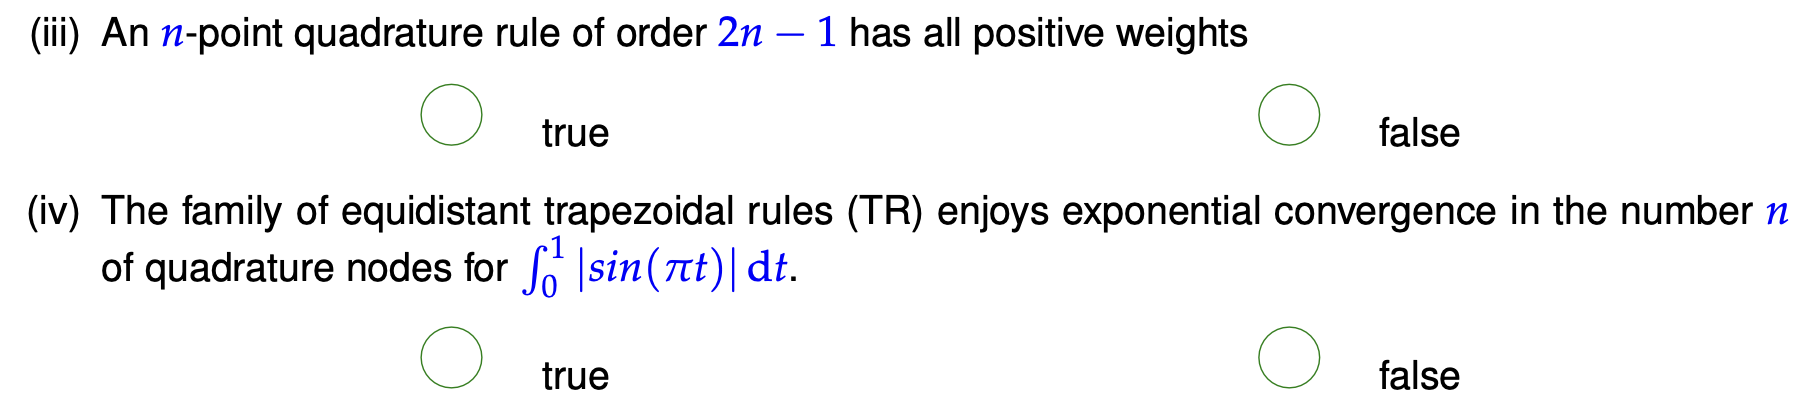 (iii) An n-point quadrature rule of order 2n − 1 has all positive weights
true false
(iv) The family of equidistant trapezoidal rules (TR) enjoys exponential convergence in the number n
of quadrature nodes for ∫₀¹ |sin(πt)| dt.
true false